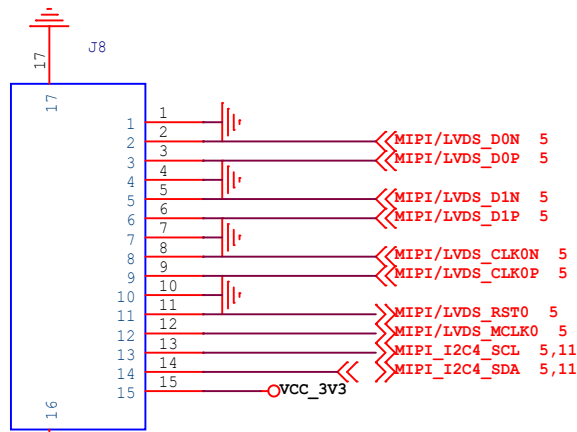 J8
17
17
1 1
2 2 MIPI/LVDS_D0N 5
3 3 MIPI/LVDS_D0P 5
4 4
5 5 MIPI/LVDS_D1N 5
6 6 MIPI/LVDS_D1P 5
7 7
8 8 MIPI/LVDS_CLK0N 5
9 9 MIPI/LVDS_CLK0P 5
10 10
11 11 MIPI/LVDS_RST0 5
12 12 MIPI/LVDS_MCLK0 5
13 13 MIPI_I2C4_SCL 5,11
14 14 MIPI_I2C4_SDA 5,11
15 15 VCC_3V3
16